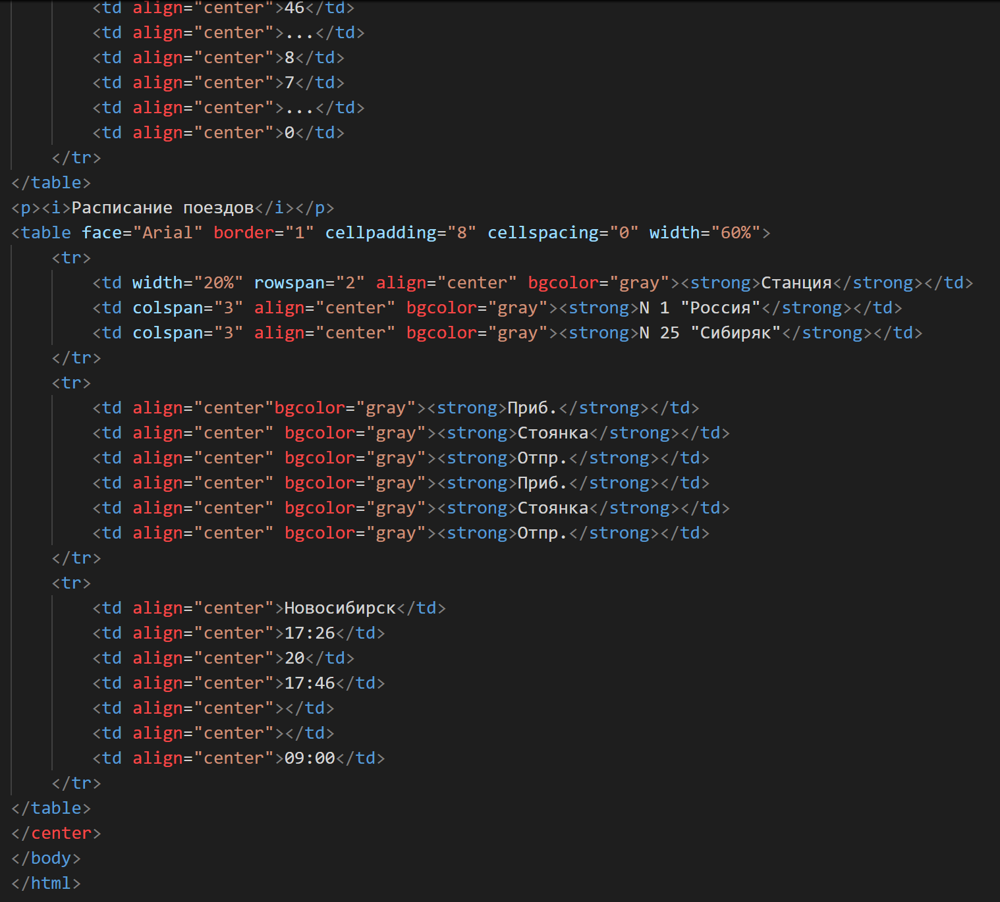 <td align="center">46</td>
<td align="center">...</td>
<td align="center">8</td>
<td align="center">7</td>
<td align="center">...</td>
<td align="center">0</td>
</tr>
</table>
<p><i>Расписание поездов</i></p>
<table face="Arial" border="1" cellpadding="8" cellspacing="0" width="60%">
<tr>
<td width="20%" rowspan="2" align="center" bgcolor="gray"><strong>Станция</strong></td>
<td colspan="3" align="center" bgcolor="gray"><strong>N 1 "Россия"</strong></td>
<td colspan="3" align="center" bgcolor="gray"><strong>N 25 "Сибиряк"</strong></td>
</tr>
<tr>
<td align="center"bgcolor="gray"><strong>Приб.</strong></td>
<td align="center" bgcolor="gray"><strong>Стоянка</strong></td>
<td align="center" bgcolor="gray"><strong>Отпр.</strong></td>
<td align="center" bgcolor="gray"><strong>Приб.</strong></td>
<td align="center" bgcolor="gray"><strong>Стоянка</strong></td>
<td align="center" bgcolor="gray"><strong>Отпр.</strong></td>
</tr>
<tr>
<td align="center">Новосибирск</td>
<td align="center">17:26</td>
<td align="center">20</td>
<td align="center">17:46</td>
<td align="center"></td>
<td align="center"></td>
<td align="center">09:00</td>
</tr>
</table>
</center>
</body>
</html>